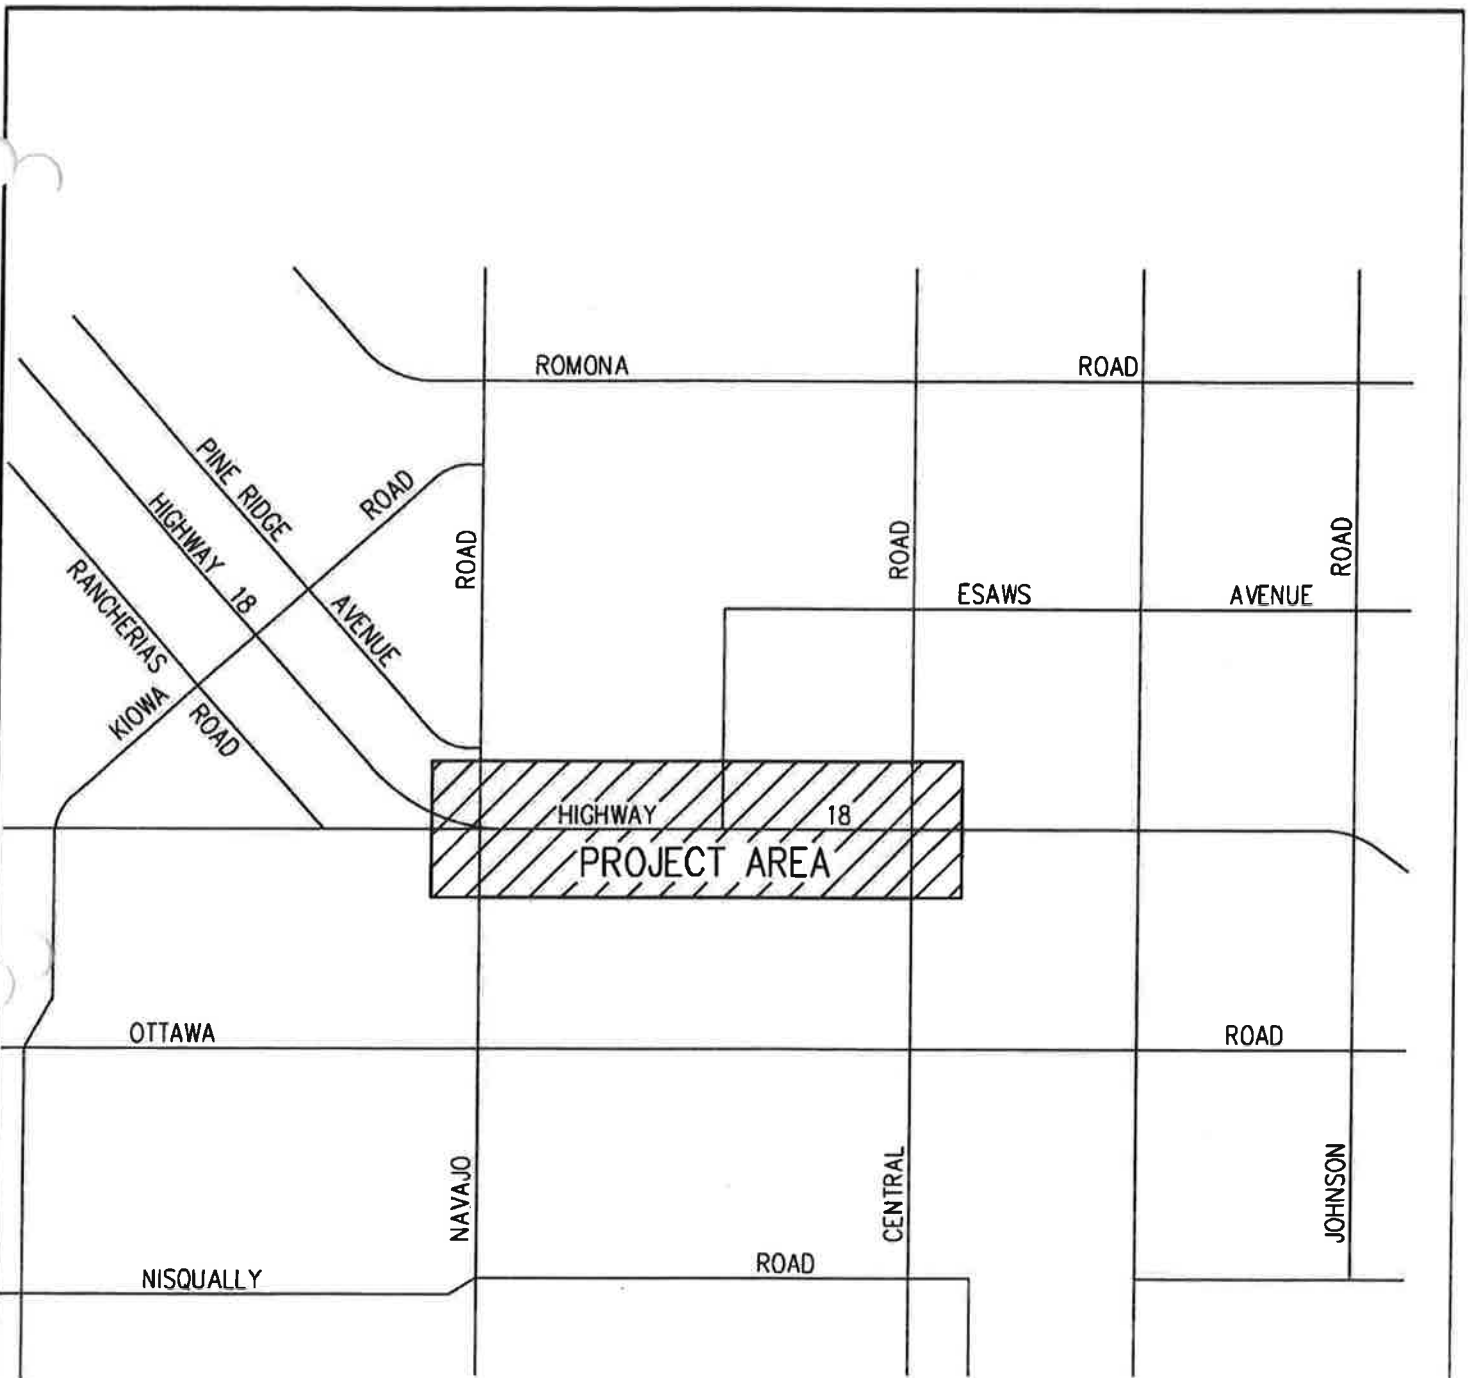 ROMONA ROAD
PINE RIDGE AVENUE
HIGHWAY 18
RANCHERIAS ROAD
KIOWA ROAD
ROAD
ROAD
ROAD
ESAWS AVENUE
HIGHWAY 18
PROJECT AREA
OTTAWA ROAD
NAVAJO
CENTRAL
JOHNSON
NISQUALLY ROAD